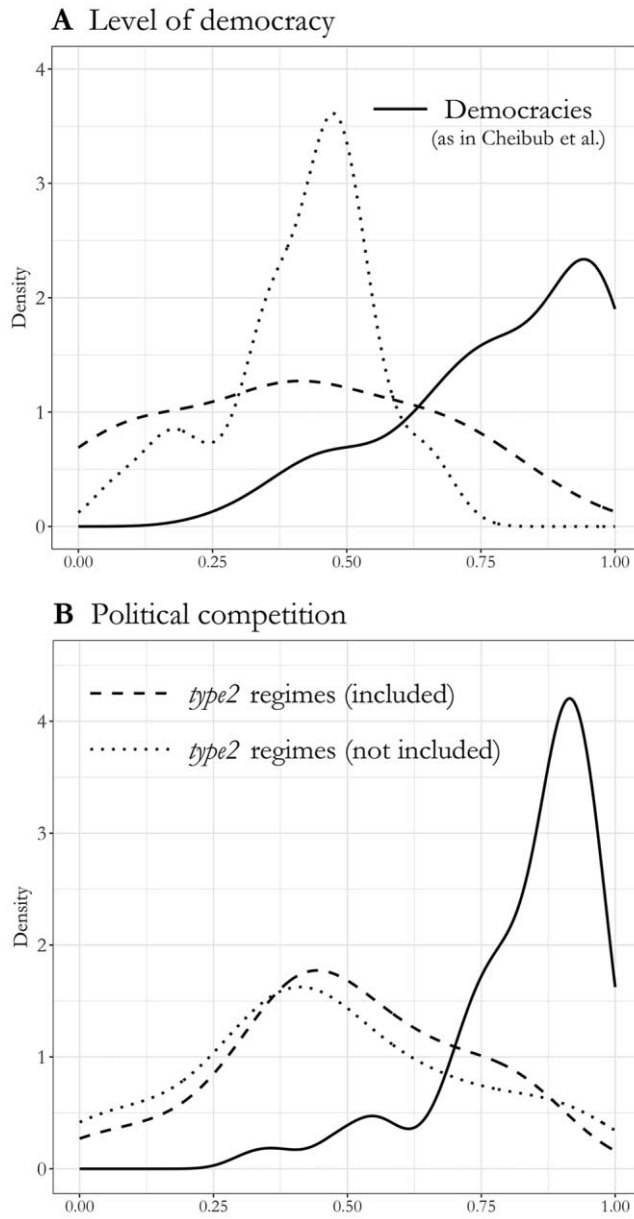 A Level of democracy
4
Democracies
(as in Cheibub et al.)
3
2
Density
1
0
0.00 0.25 0.50 0.75 1.00
B Political competition
type2 regimes (included)
4
type2 regimes (not included)
3
Density
2
1
0
0.00 0.25 0.50 0.75 1.00